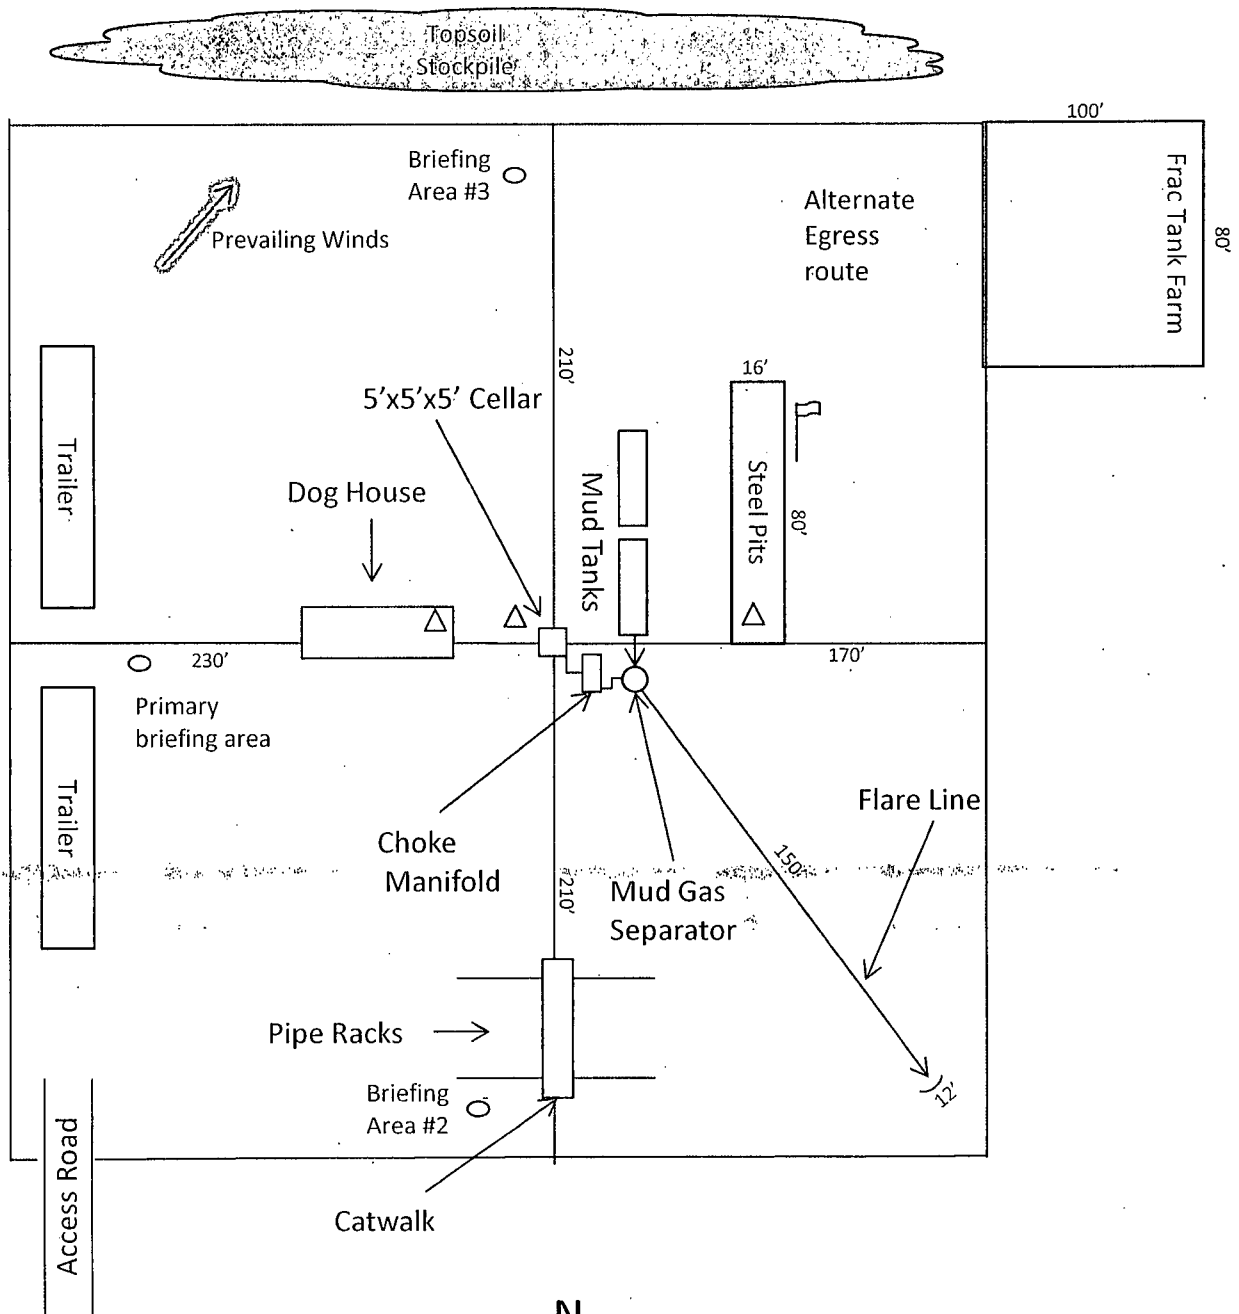 Topsoil
Stockpile
100'
Briefing
Area #3
Prevailing Winds
Alternate
Egress
route
Frac Tank Farm
80'
210'
16'
5'x5'x5' Cellar
Trailer
Dog House
Mud Tanks
Steel Pits
80'
230'
170'
Primary
briefing area
Trailer
Flare Line
Choke
Manifold
150'
210'
Mud Gas
Separator
Pipe Racks
Briefing
Area #2
12'
Access Road
Catwalk
N